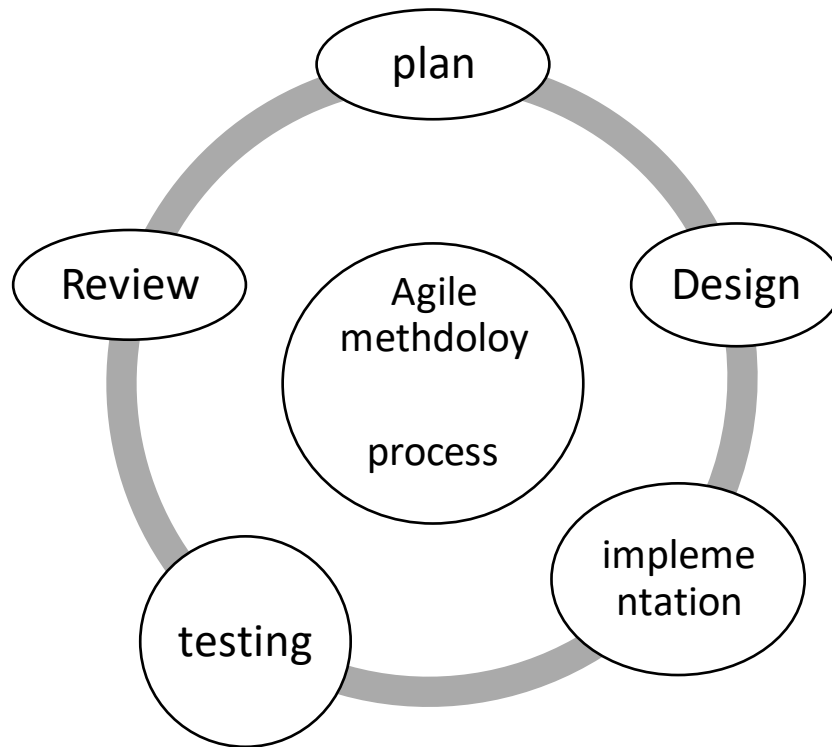 plan
Review
Design
Agile
methdoloy
process
impleme
ntation
testing